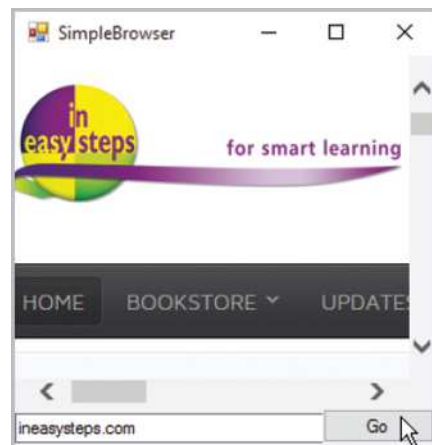 SimpleBrowser
in
easy steps
for smart learning
HOME BOOKSTORE UPDATES
ineasysteps.com Go